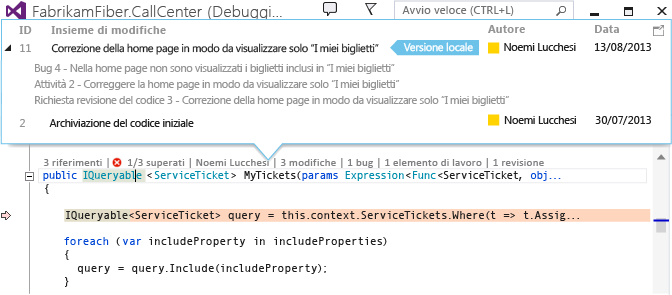 FabrikamFiber.CallCenter (Debuggi...
Avvio veloce (CTRL+L)
ID Insieme di modifiche Autore Data
11 Correzione della home page in modo da visualizzare solo "I miei biglietti" Versione locale Noemi Lucchesi 13/08/2013
Bug 4 - Nella home page non sono visualizzati i biglietti inclusi in "I miei biglietti"
Attività 2 - Correggere la home page in modo da visualizzare solo "I miei biglietti"
Richiesta revisione del codice 3 - Correzione della home page in modo da visualizzare solo "I miei biglietti"
2 Archiviazione del codice iniziale Noemi Lucchesi 30/07/2013
3 riferimenti | 1/3 superati | Noemi Lucchesi | 3 modifiche | 1 bug | 1 elemento di lavoro | 1 revisione
public IQueryable<ServiceTicket> MyTickets(params Expression<Func<ServiceTicket, obj...
{
IQueryable<ServiceTicket> query = this.context.ServiceTickets.Where(t => t.Assig...
foreach (var includeProperty in includeProperties)
{
query = query.Include(includeProperty);
}